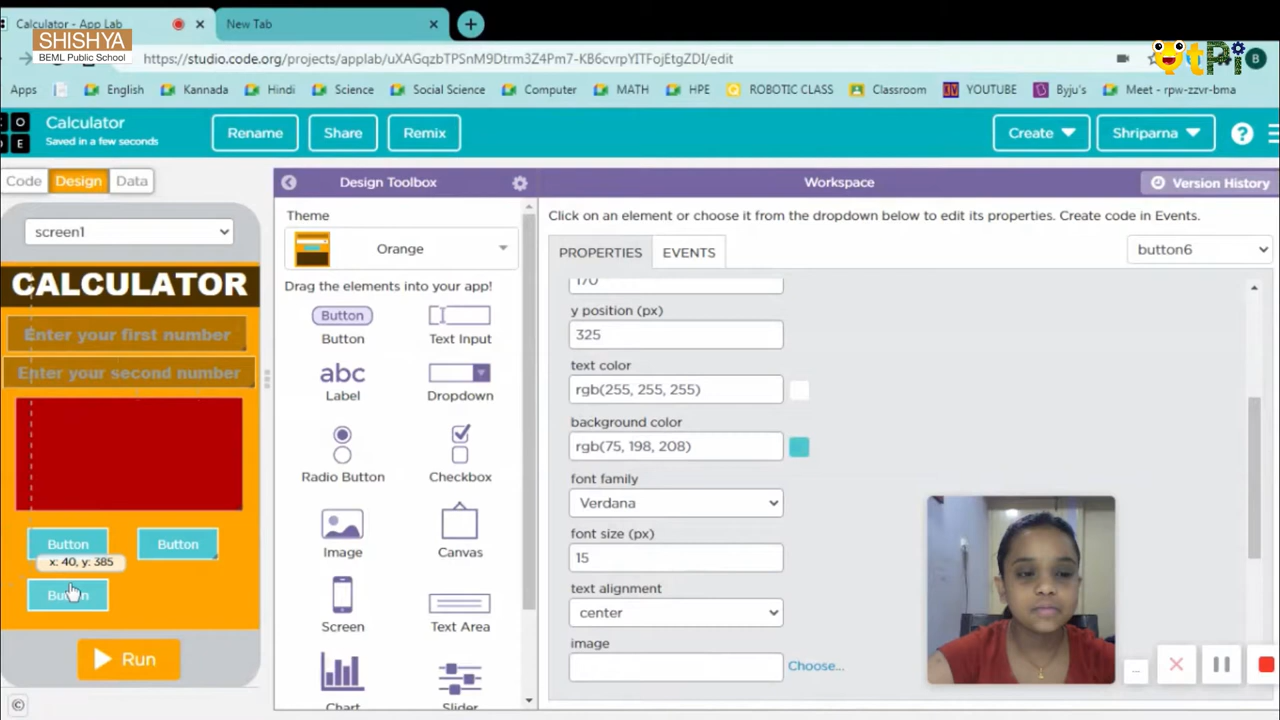 Calculator - App Lab
New Tab
SHISHYA
BEML Public School
https://studio.code.org/projects/applab/uXAGqzbTPSnM9Dtrm3Z4Pm7-KB6cvrpYITFojEtgZDI/edit
B
Apps English Kannada Hindi Science Social Science Computer MATH HPE ROBOTIC CLASS Classroom YOUTUBE Byju's Meet - rpw-zzvr-bma
C O
D E
Calculator
Saved in a few seconds
Rename Share Remix Create Shriparna ?
Code Design Data
Design Toolbox
Workspace
Version History
screen1
Theme
Orange
Click on an element or choose it from the dropdown below to edit its properties. Create code in Events.
PROPERTIES EVENTS
button6
CALCULATOR
Enter your first number
Enter your second number
Button Button
x: 40, y: 385
Run
Drag the elements into your app!
Button
Button Text Input
abc
Label Dropdown
Radio Button Checkbox
Image Canvas
Screen Text Area
Chart Slider
170
y position (px)
325
text color
rgb(255, 255, 255)
background color
rgb(75, 198, 208)
font family
Verdana
font size (px)
15
text alignment
center
image
Choose...